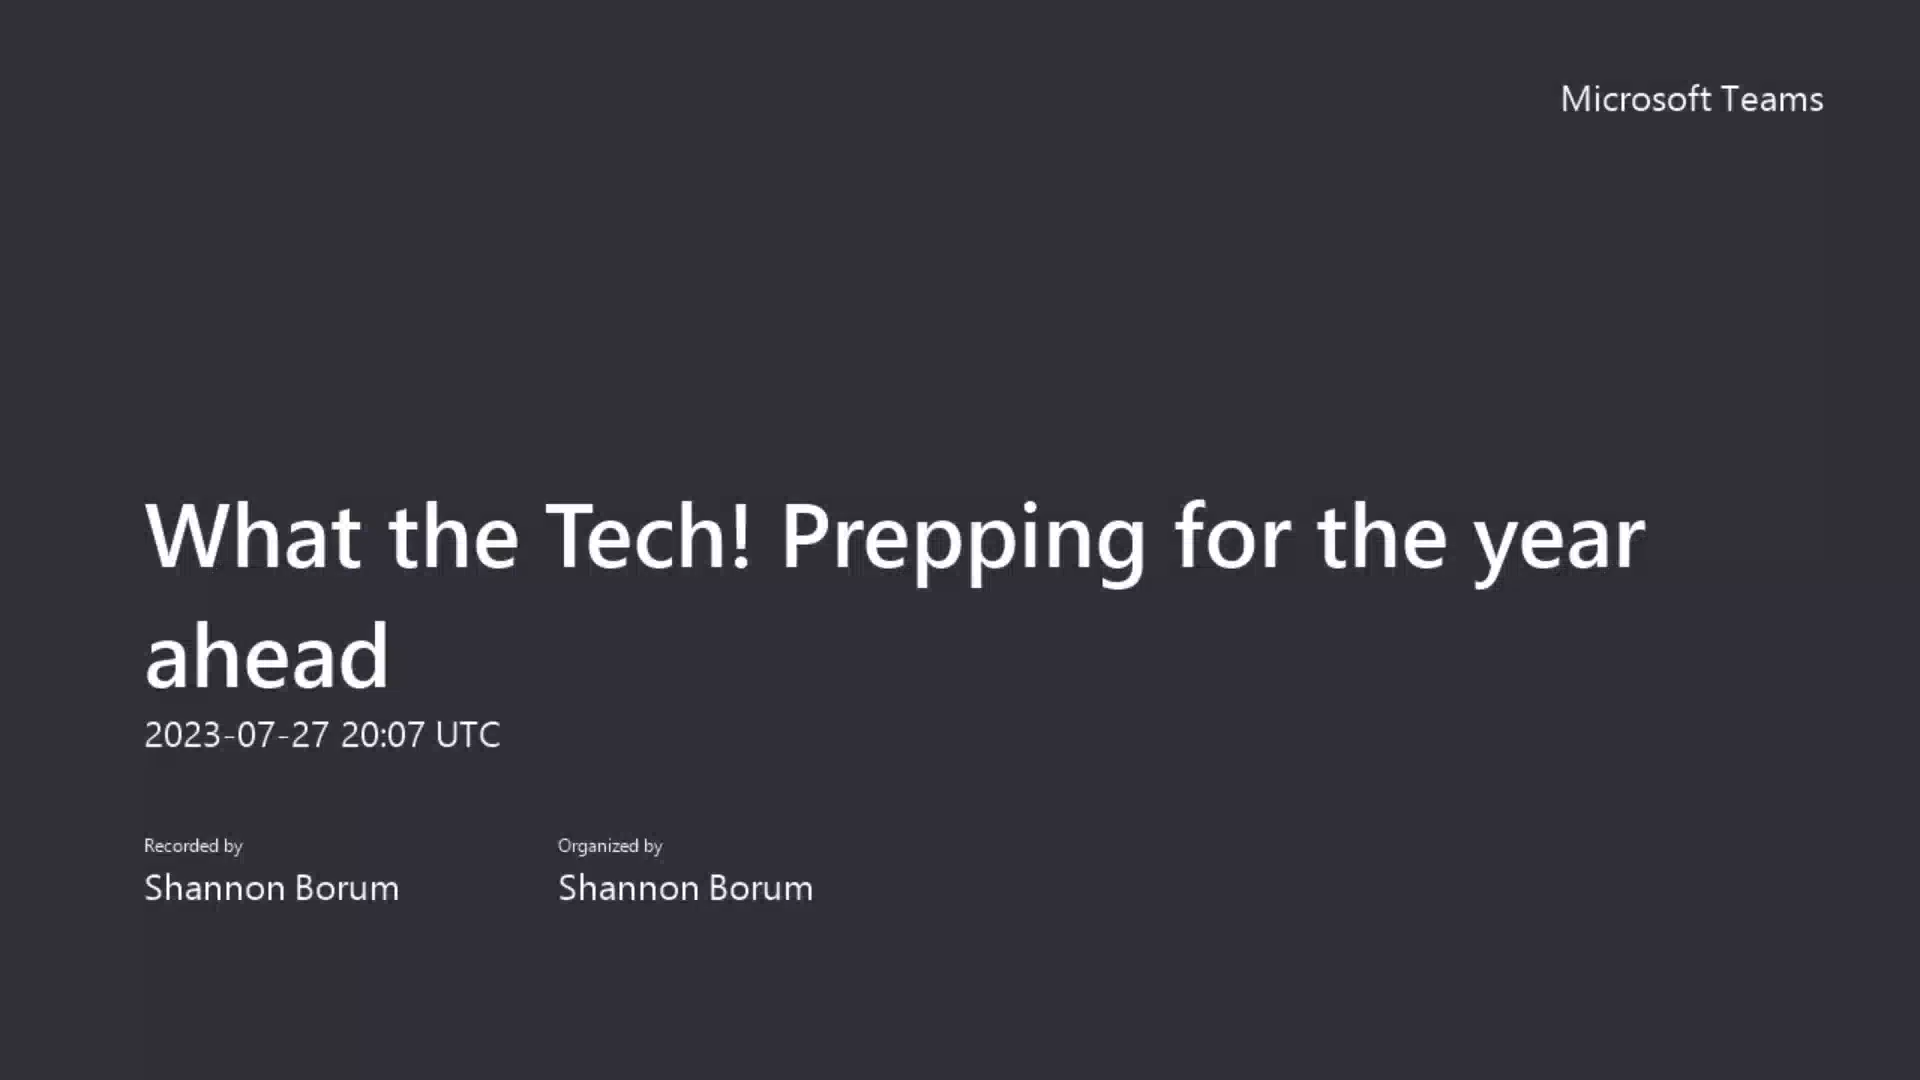 Microsoft Teams
What the Tech! Prepping for the year
ahead
2023-07-27 20:07 UTC
Recorded by
Shannon Borum
Organized by
Shannon Borum